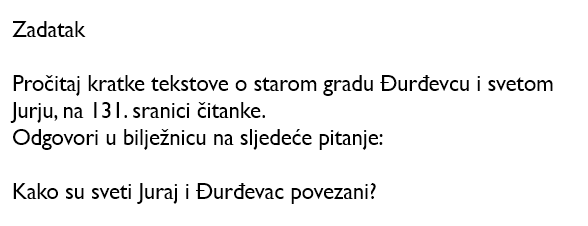 Zadatak
Pročitaj kratke tekstove o starom gradu Đurđevcu i svetom
Jurju, na 131. sranici čitanke.
Odgovori u bilježnicu na sljedeće pitanje:
Kako su sveti Juraj i Đurđevac povezani?